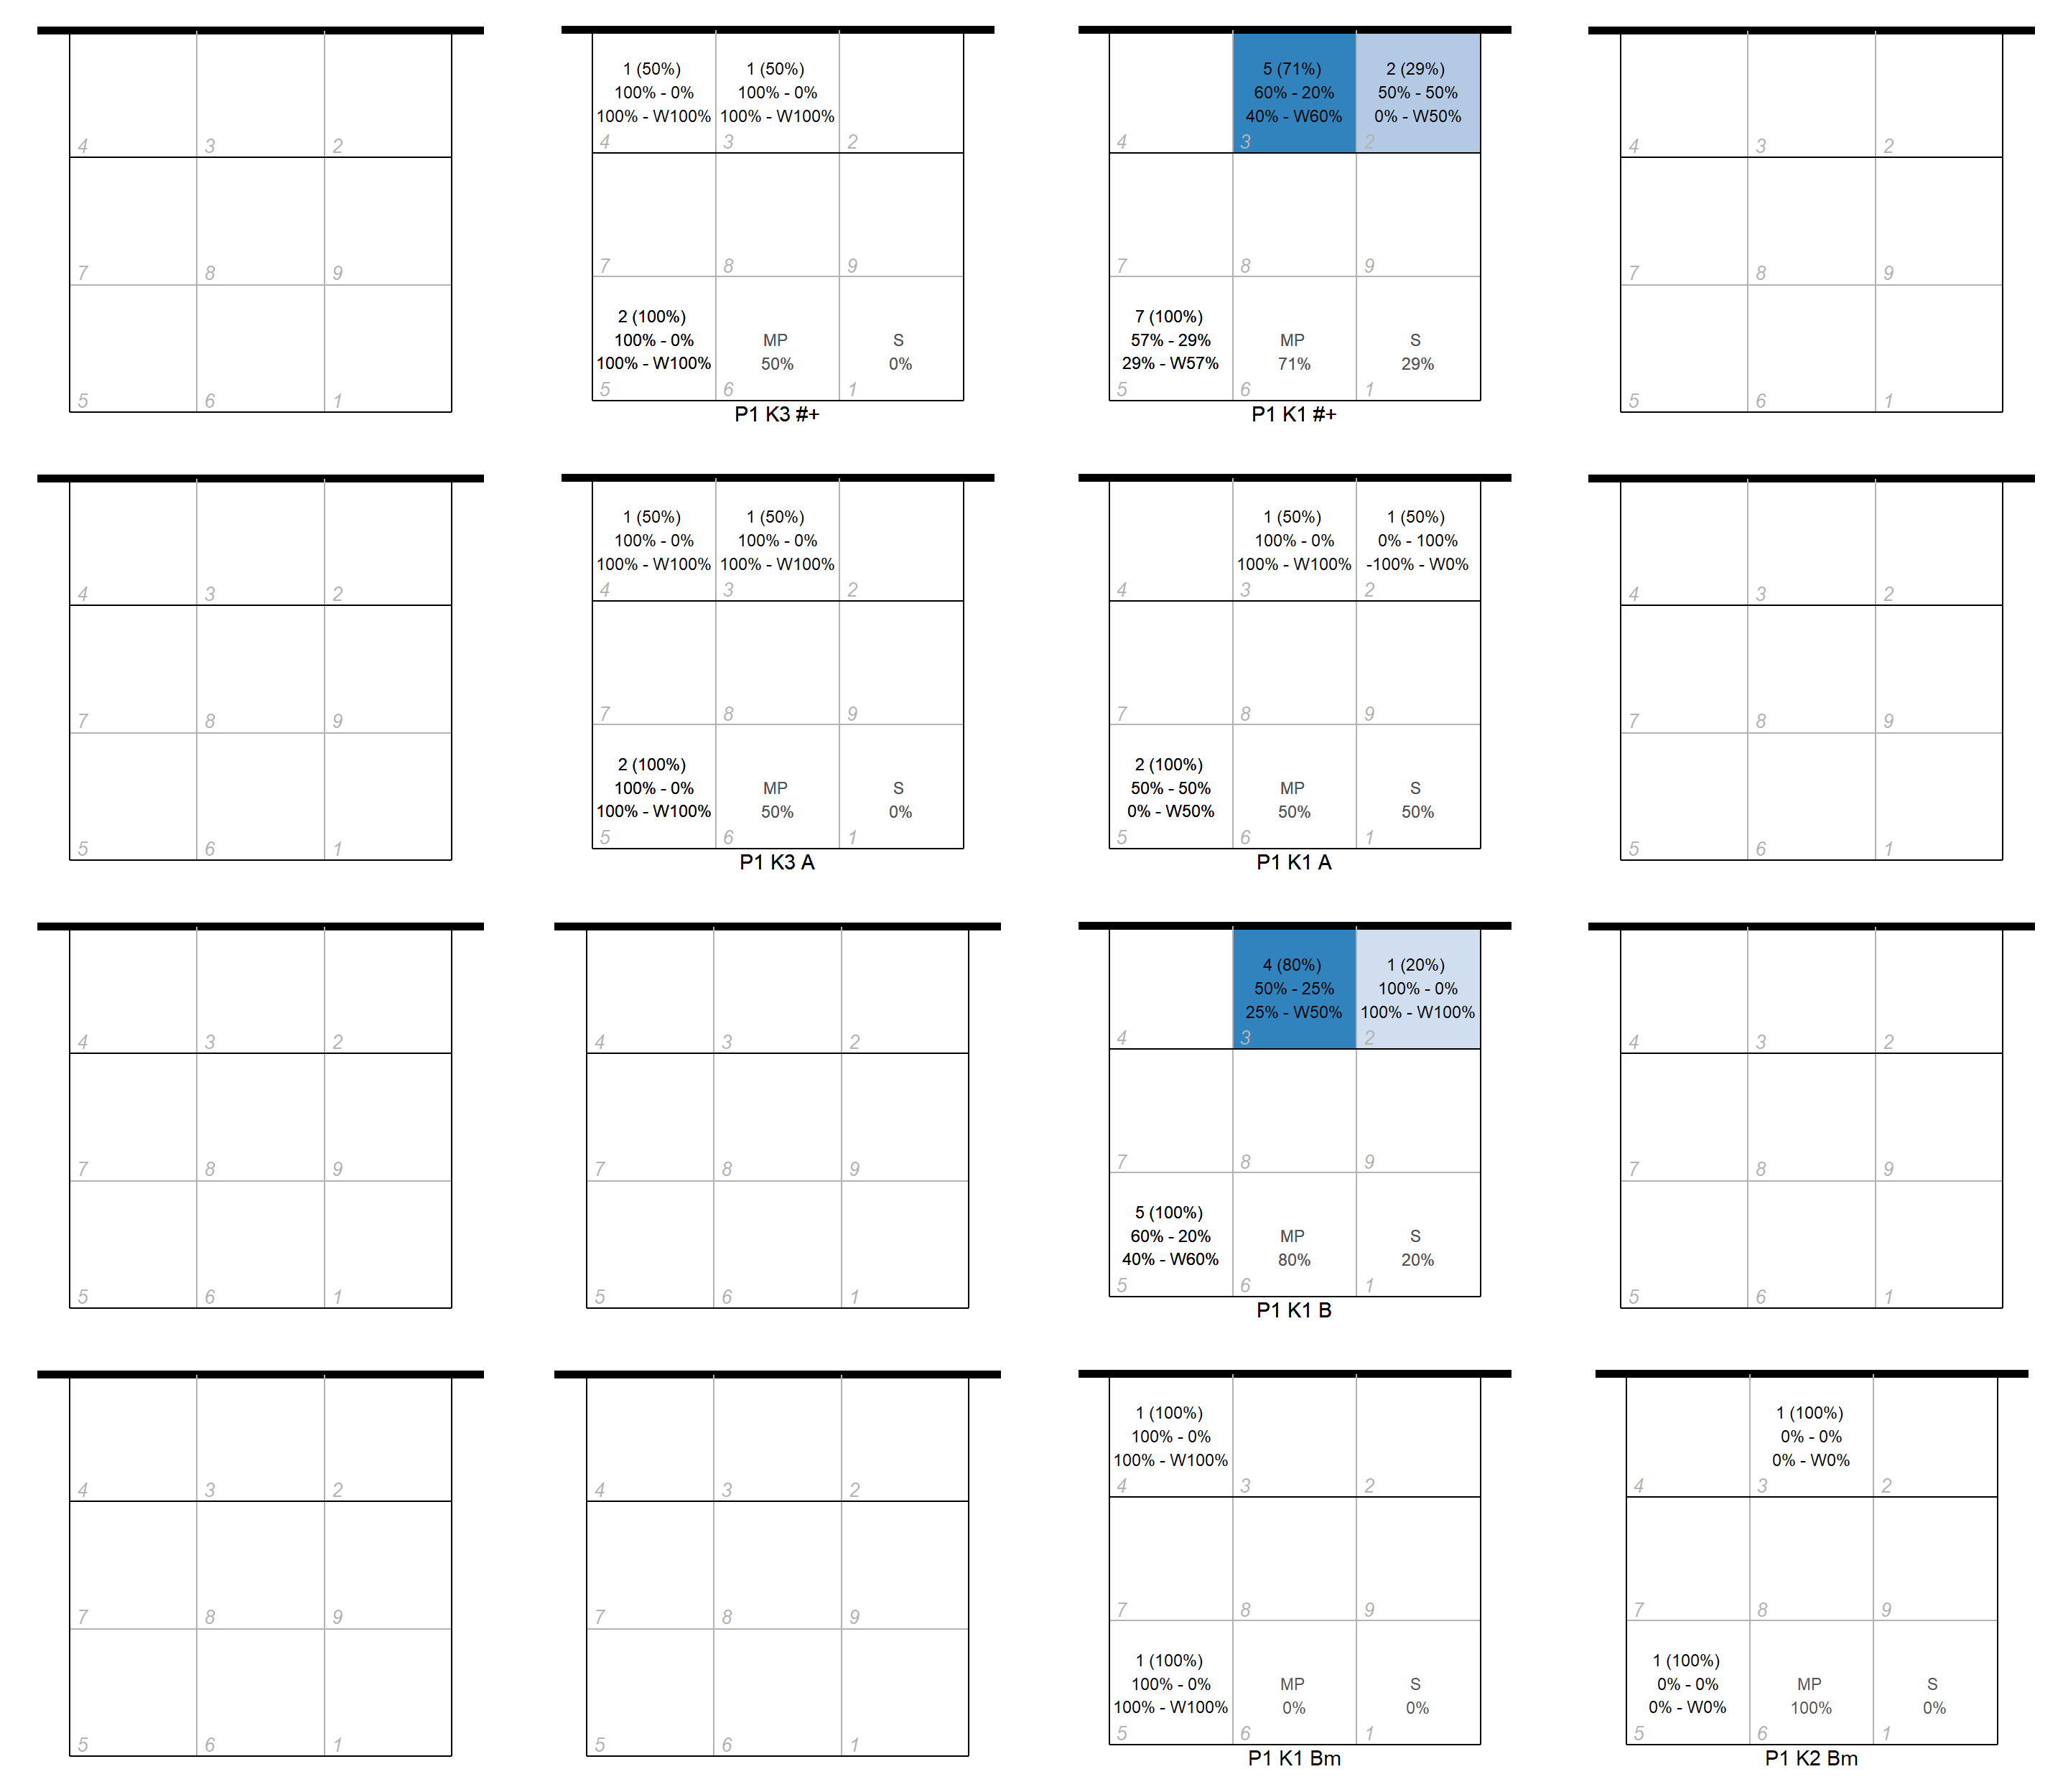 1 (50%) 1 (50%) 5 (71%) 2 (29%)
100% - 0% 100% - 0% 60% - 20% 50% - 50%
100% - W100% 100% - W100% 40% - W60% 0% - W50%
4 3 2 4 3 2 4 3 2 4 3 2
7 8 9 7 8 9 7 8 9 7 8 9
2 (100%) 7 (100%)
100% - 0% MP S 57% - 29% MP S
100% - W100% 50% 0% 29% - W57% 71% 29%
5 6 1 5 6 1 5 6 1 5 6 1
P1 K3 #+ P1 K1 #+
1 (50%) 1 (50%) 1 (50%) 1 (50%)
100% - 0% 100% - 0% 100% - 0% 0% - 100%
100% - W100% 100% - W100% 100% - W100% -100% - W0%
4 3 2 4 3 2 4 3 2 4 3 2
7 8 9 7 8 9 7 8 9 7 8 9
2 (100%) 2 (100%)
100% - 0% MP S 50% - 50% MP S
100% - W100% 50% 0% 0% - W50% 50% 50%
5 6 1 5 6 1 5 6 1 5 6 1
P1 K3 A P1 K1 A
4 (80%) 1 (20%)
50% - 25% 100% - 0%
25% - W50% 100% - W100%
4 3 2 4 3 2 4 3 2 4 3 2
7 8 9 7 8 9 7 8 9 7 8 9
5 (100%)
60% - 20% MP S
40% - W60% 80% 20%
5 6 1 5 6 1 5 6 1 5 6 1
P1 K1 B
1 (100%) 1 (100%)
100% - 0% 0% - 0%
100% - W100% 0% - W0%
4 3 2 4 3 2 4 3 2 4 3 2
7 8 9 7 8 9 7 8 9 7 8 9
1 (100%) 1 (100%)
100% - 0% MP S 0% - 0% MP S
100% - W100% 0% 0% 0% - W0% 100% 0%
5 6 1 5 6 1 5 6 1 5 6 1
P1 K1 Bm P1 K2 Bm